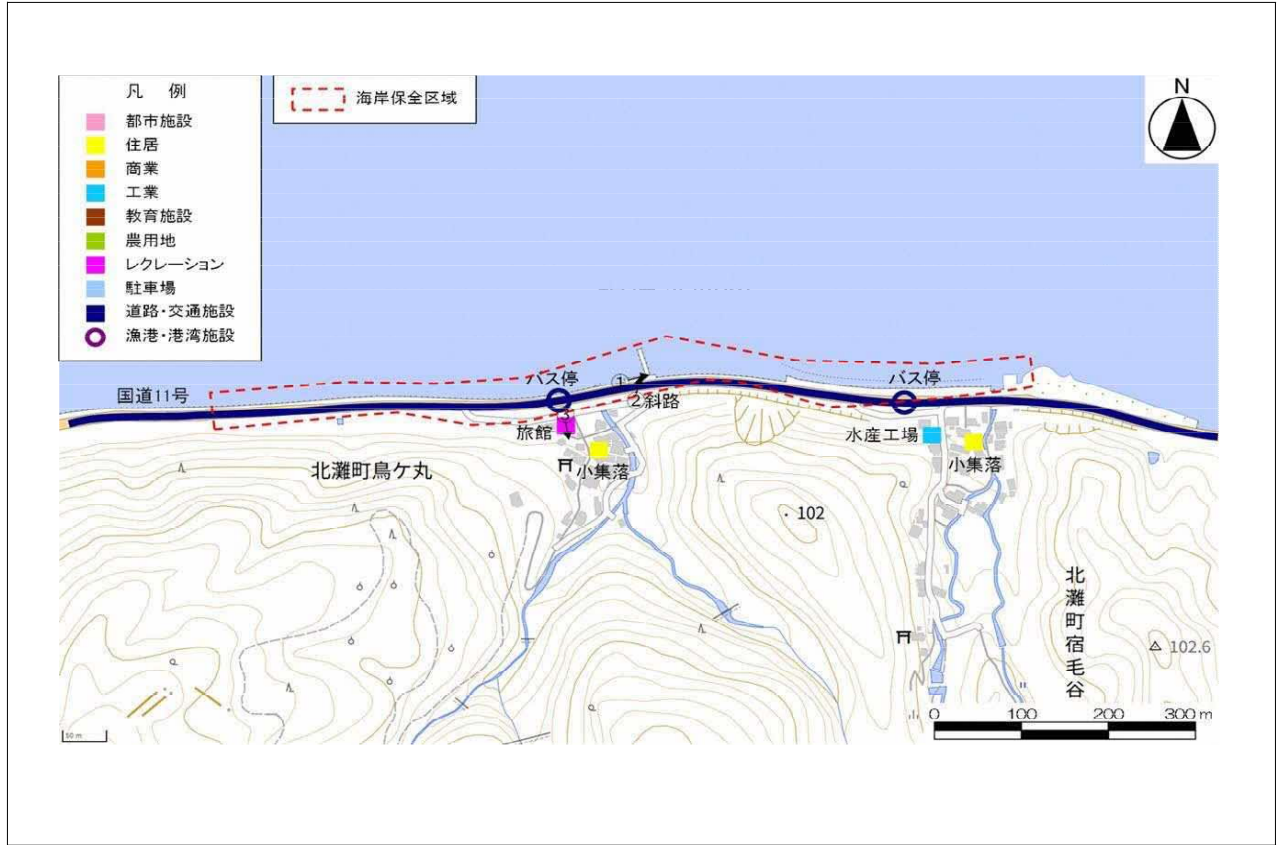 凡 例
都市施設
住居
商業
工業
教育施設
農用地
レクレーション
駐車場
道路・交通施設
漁港・港湾施設
海岸保全区域
N
国道11号
バス停
①
2斜路
バス停
3
旅館
小集落
水産工場
小集落
北灘町鳥ケ丸
102
北灘町宿毛谷
102.6
0 100 200 300 m
50 m